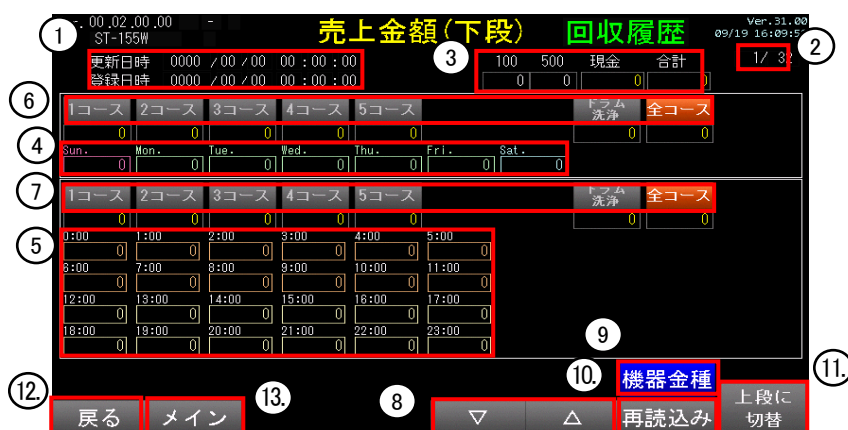 -. 00.02.00.00 -
ST-155W
売上金額(下段) 回収履歴
Ver.31.00
09/19 16:09:5
① ② ③
更新日時 0000 /00 /00 00 :00 :00
登録日時 0000 /00 /00 00 :00 :00
100 500 現金 合計
0 0 0 0
1/ 32
⑥
1コース 2コース 3コース 4コース 5コース ドラム洗浄 全コース
0 0 0 0 0 0 0
④
Sun. Mon. Tue. Wed. Thu. Fri. Sat.
0 0 0 0 0 0 0
⑦
1コース 2コース 3コース 4コース 5コース ドラム洗浄 全コース
0 0 0 0 0 0 0
⑤
0:00 1:00 2:00 3:00 4:00 5:00
0 0 0 0 0 0
6:00 7:00 8:00 9:00 10:00 11:00
0 0 0 0 0 0
12:00 13:00 14:00 15:00 16:00 17:00
0 0 0 0 0 0
18:00 19:00 20:00 21:00 22:00 23:00
0 0 0 0 0 0
⑨
⑩. 機器金種 ⑪.
⑫. ⑬. ⑧
戻る メイン ▽ △ 再読込み 上段に切替